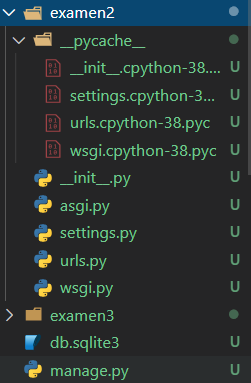 examen2
__pycache__
__init__.cpython-38....
settings.cpython-3... U
urls.cpython-38.pyc U
wsgi.cpython-38.pyc U
__init__.py U
asgi.py U
settings.py U
urls.py U
wsgi.py U
examen3
db.sqlite3 U
manage.py U